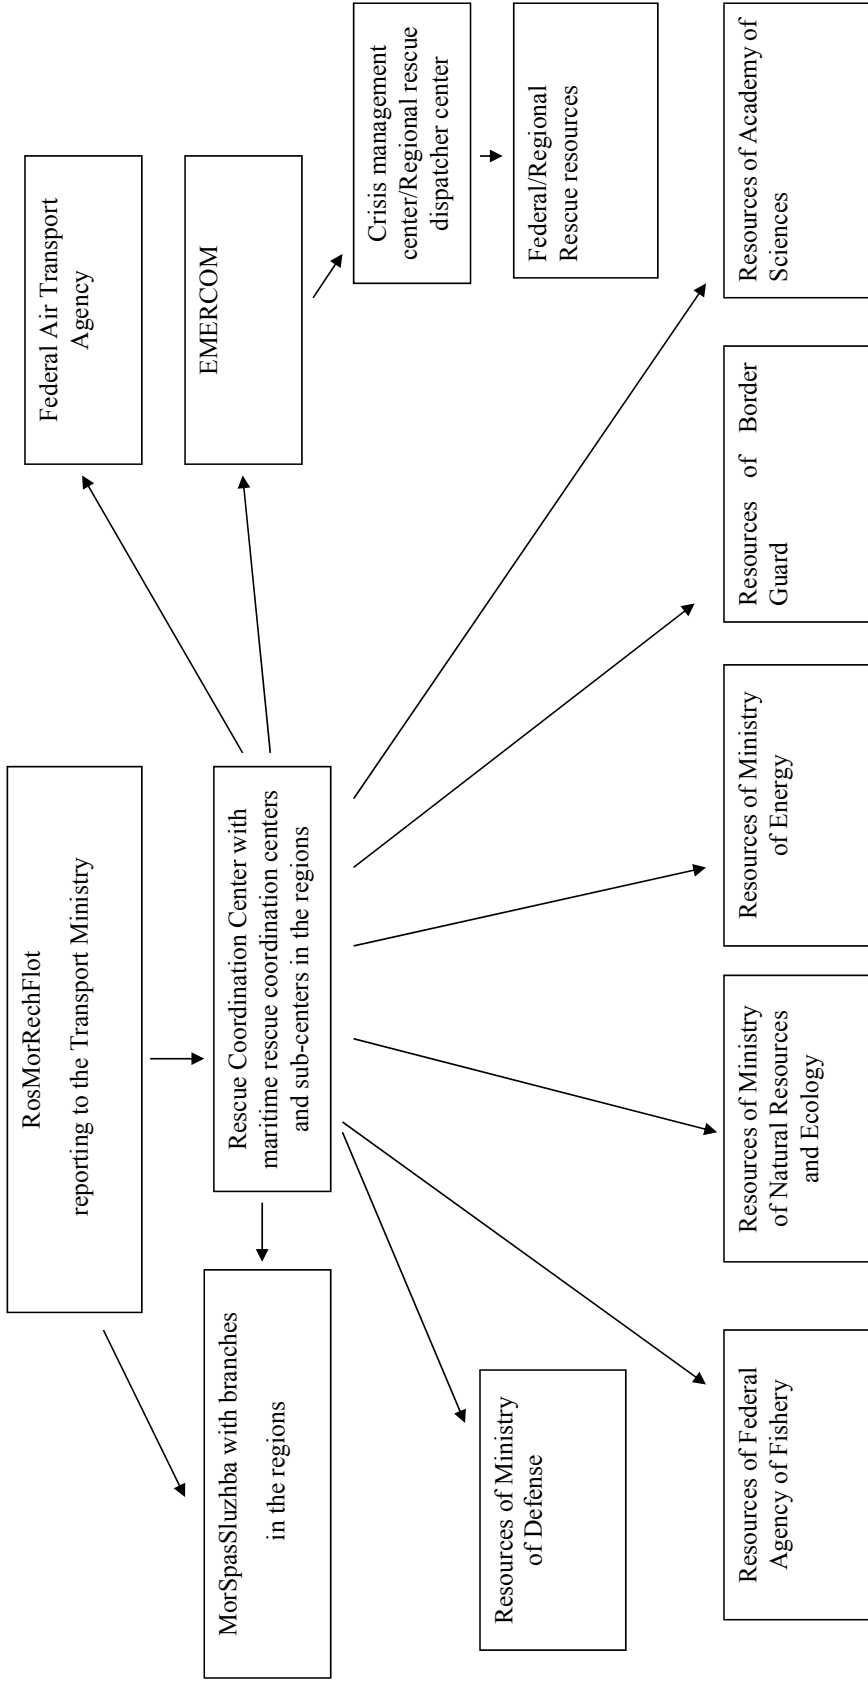 RosMorRechFlot
reporting to the Transport Ministry
Federal Air Transport
Agency
MorSpasSluzhba with branches
in the regions
Rescue Coordination Center with
maritime rescue coordination centers
and sub-centers in the regions
EMERCOM
Crisis management
center/Regional rescue
dispatcher center
Resources of Ministry
of Defense
Federal/Regional
Rescue resources
Resources of Federal
Agency of Fishery
Resources of Ministry
of Natural Resources
and Ecology
Resources of Ministry
of Energy
Resources of Border
Guard
Resources of Academy of
Sciences